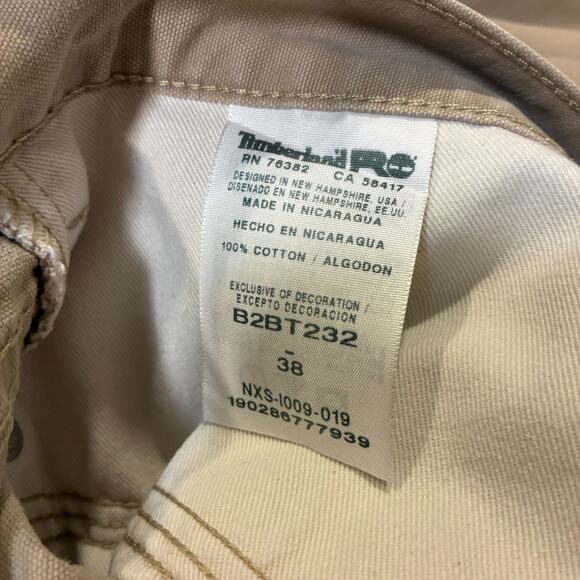 Timberland PRO
RN 76382 CA 58417
DESIGNED IN NEW HAMPSHIRE, USA /
DISENADO EN NEW HAMPSHIRE, EE.UU.
MADE IN NICARAGUA
HECHO EN NICARAGUA
100% COTTON / ALGODON
EXCLUSIVE OF DECORATION /
EXCEPTO DECORACION
B2BT232
-
38
NXS-I009-019
190286777939